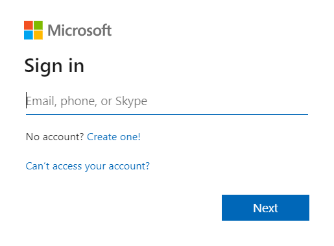 Microsoft
Sign in
Email, phone, or Skype
No account? Create one!
Can't access your account?
Next